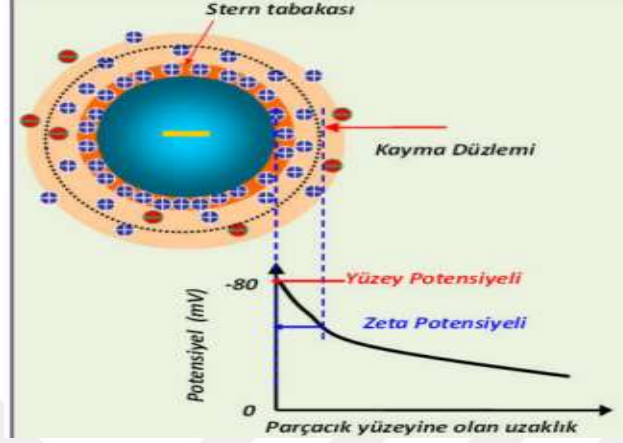 Stern tabakası
Kayma Düzlemi
-80
Yüzey Potensiyeli
Zeta Potensiyeli
Potensiyel (mV)
0
Parçacık yüzeyine olan uzaklık